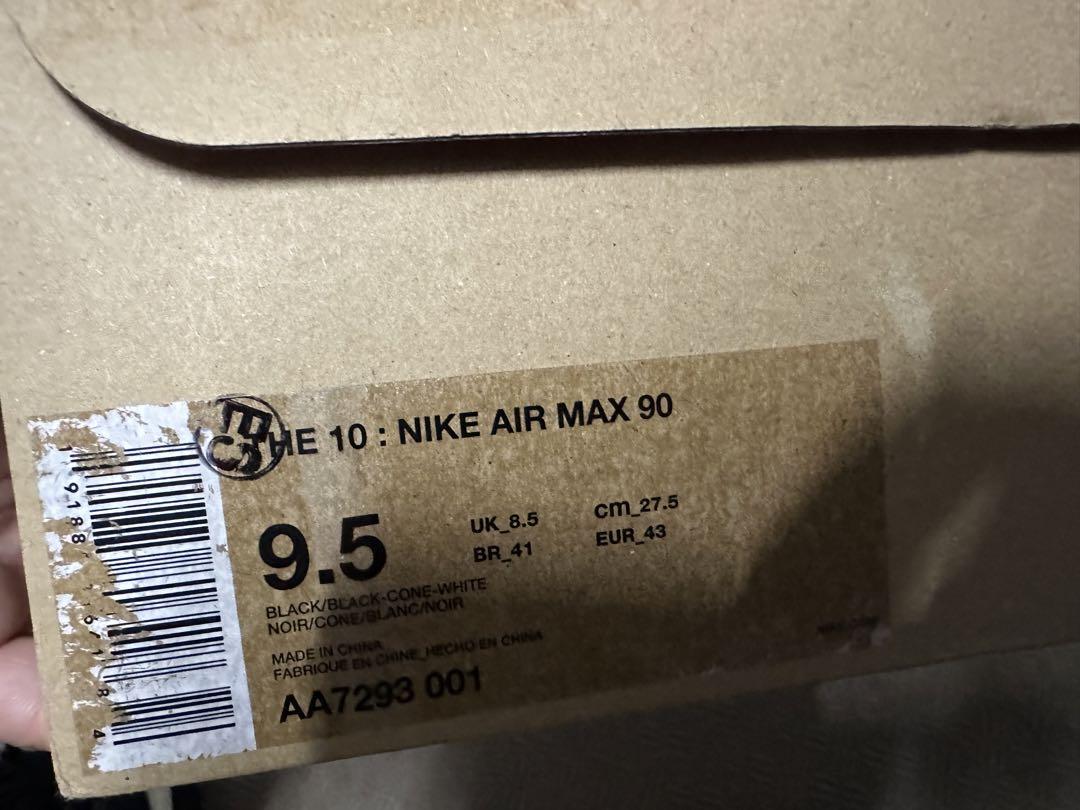 THE 10 : NIKE AIR MAX 90
9.5
UK_8.5 cm_27.5
BR_41 EUR_43
BLACK/BLACK-CONE-WHITE
NOIR/CONE/BLANC/NOIR
MADE IN CHINA
FABRIQUE EN CHINE_HECHO EN CHINA
AA7293 001